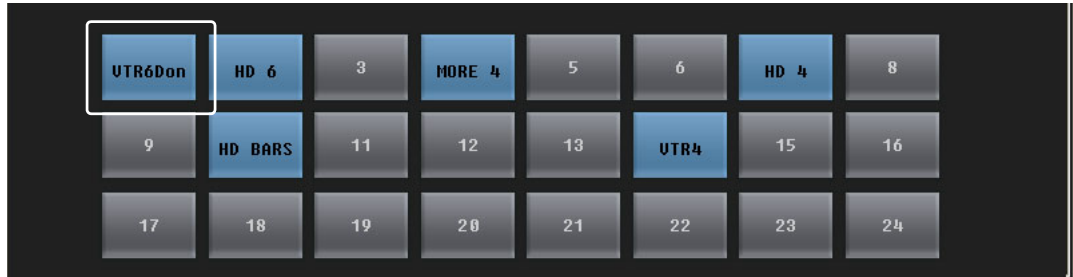 VTR6Don HD 6 3 MORE 4 5 6 HD 4 8
9 HD BARS 11 12 13 VTR4 15 16
17 18 19 20 21 22 23 24